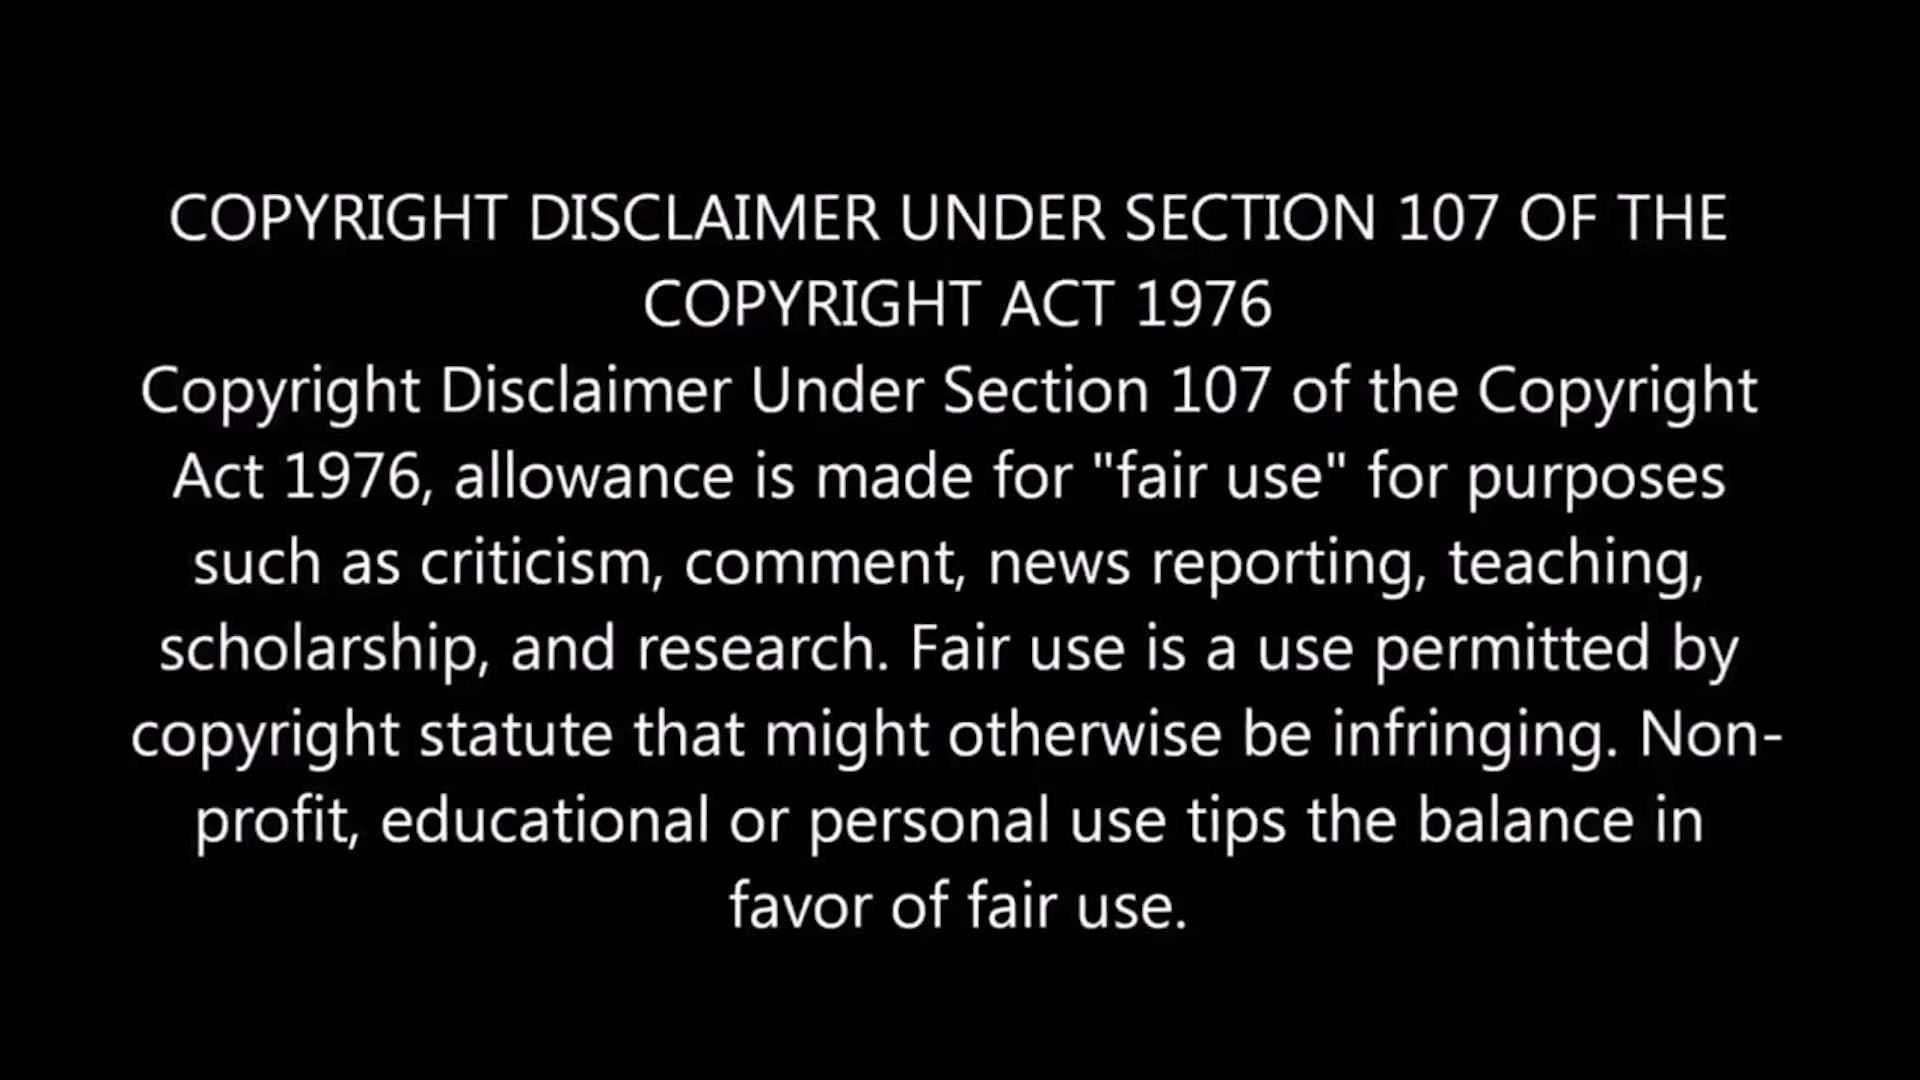 COPYRIGHT DISCLAIMER UNDER SECTION 107 OF THE
COPYRIGHT ACT 1976
Copyright Disclaimer Under Section 107 of the Copyright
Act 1976, allowance is made for "fair use" for purposes
such as criticism, comment, news reporting, teaching,
scholarship, and research. Fair use is a use permitted by
copyright statute that might otherwise be infringing. Non-
profit, educational or personal use tips the balance in
favor of fair use.